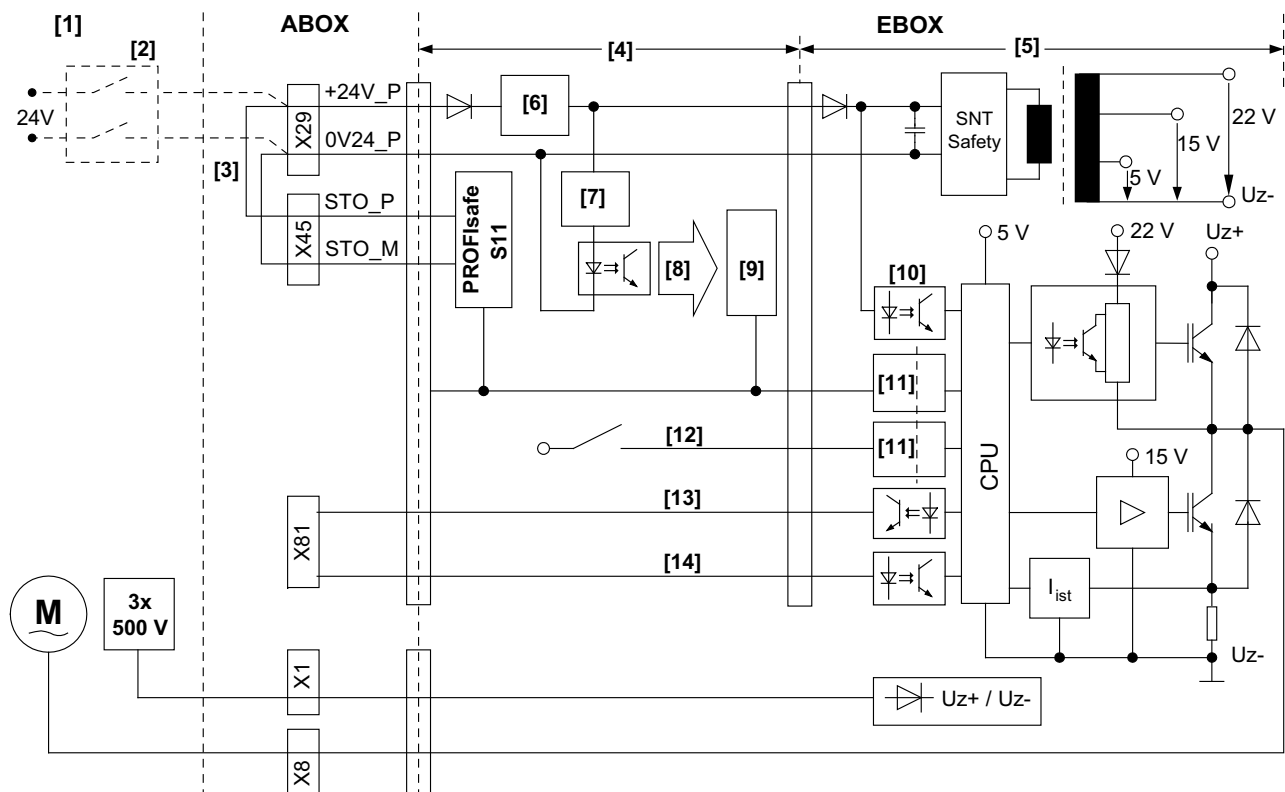 [1]
ABOX
EBOX
[2]
[4]
[5]
+24V_P
24V
X29
[6]
SNT
Safety
22 V
15 V
5 V
Uz-
0V24_P
[3]
STO_P
X45
STO_M
PROFIsafe
S11
[7]
[8]
[9]
5 V
22 V
Uz+
[10]
[11]
[12]
[11]
CPU
15 V
[13]
X81
[14]
I_ist
M
3x
500 V
Uz-
X1
Uz+ / Uz-
X8